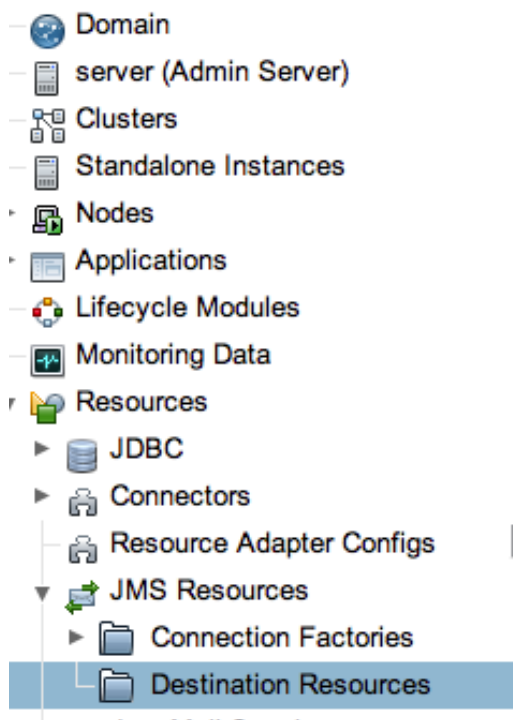 Domain
server (Admin Server)
Clusters
Standalone Instances
Nodes
Applications
Lifecycle Modules
Monitoring Data
Resources
JDBC
Connectors
Resource Adapter Configs
JMS Resources
Connection Factories
Destination Resources